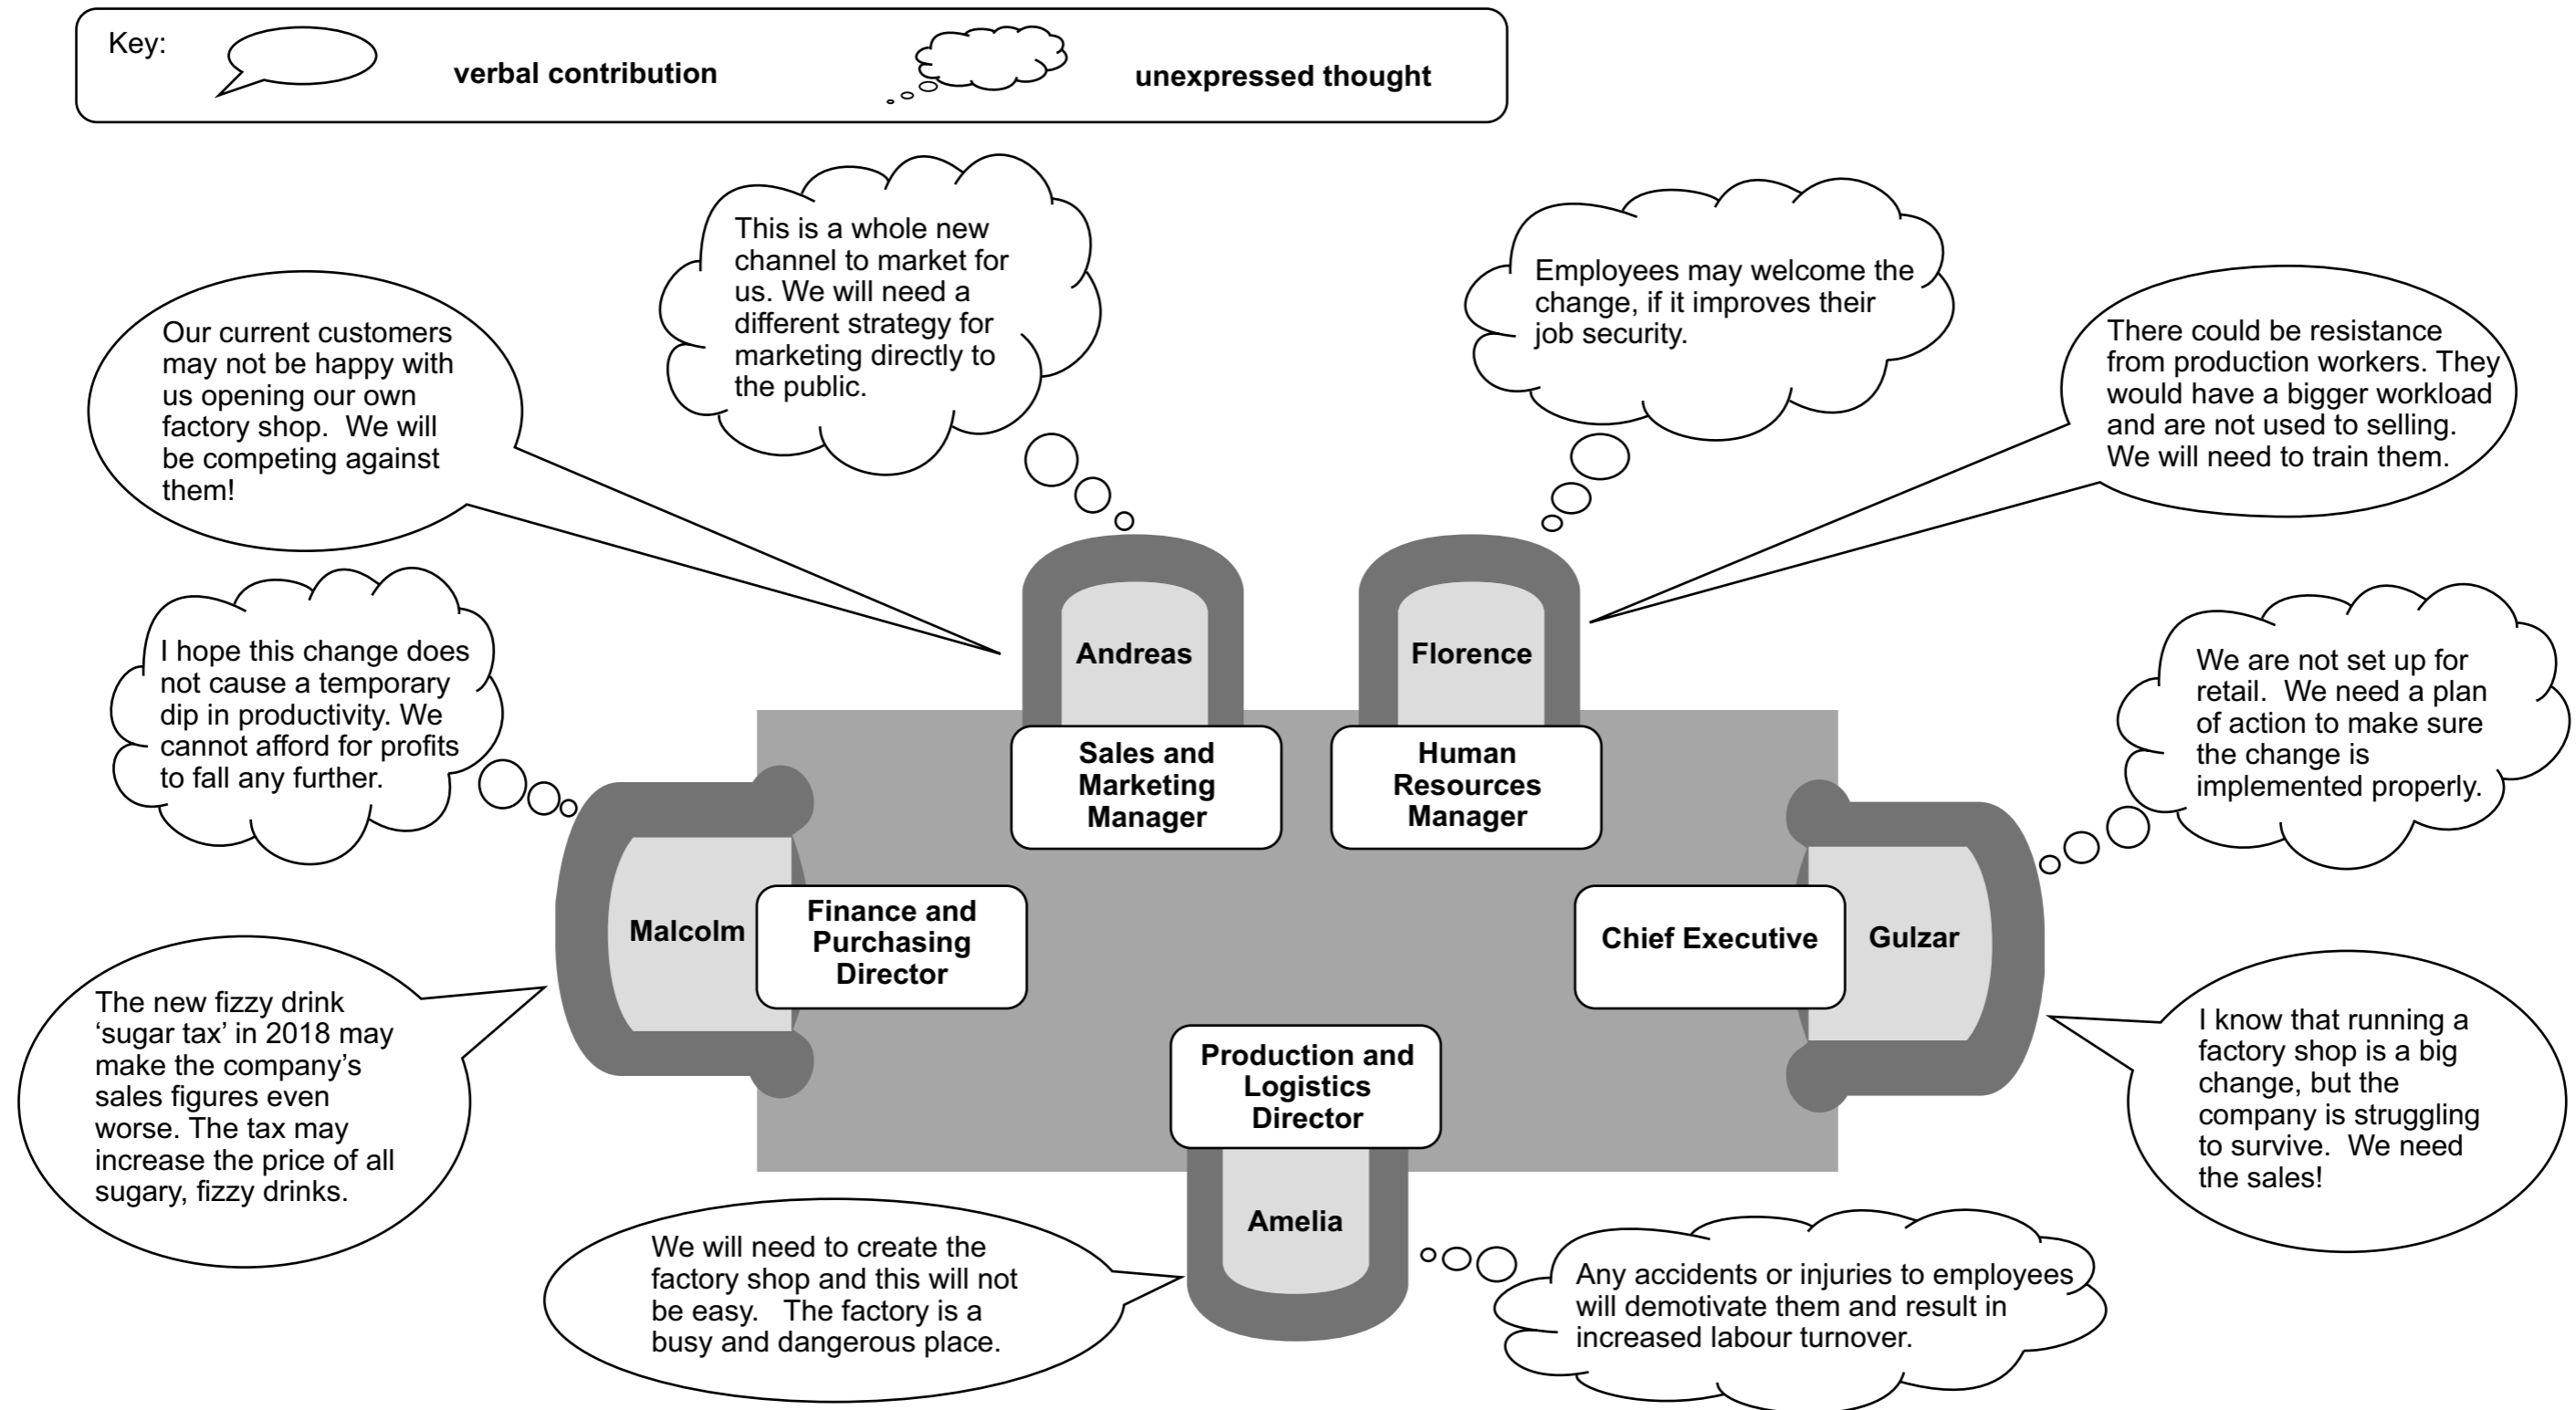 Key:
verbal contribution
unexpressed thought
This is a whole new
channel to market for
us. We will need a
different strategy for
marketing directly to
the public.
Employees may welcome the
change, if it improves their
job security.
Our current customers
may not be happy with
us opening our own
factory shop.  We will
be competing against
them!
There could be resistance
from production workers. They
would have a bigger workload
and are not used to selling.
We will need to train them.
I hope this change does
not cause a temporary
dip in productivity. We
cannot afford for profits
to fall any further.
Andreas
Sales and
Marketing
Manager
Florence
Human
Resources
Manager
We are not set up for
retail.  We need a plan
of action to make sure
the change is
implemented properly.
Malcolm
Finance and
Purchasing
Director
Chief Executive
Gulzar
The new fizzy drink
‘sugar tax’ in 2018 may
make the company’s
sales figures even
worse. The tax may
increase the price of all
sugary, fizzy drinks.
Production and
Logistics
Director
Amelia
I know that running a
factory shop is a big
change, but the
company is struggling
to survive.  We need
the sales!
We will need to create the
factory shop and this will not
be easy.   The factory is a
busy and dangerous place.
Any accidents or injuries to employees
will demotivate them and result in
increased labour turnover.